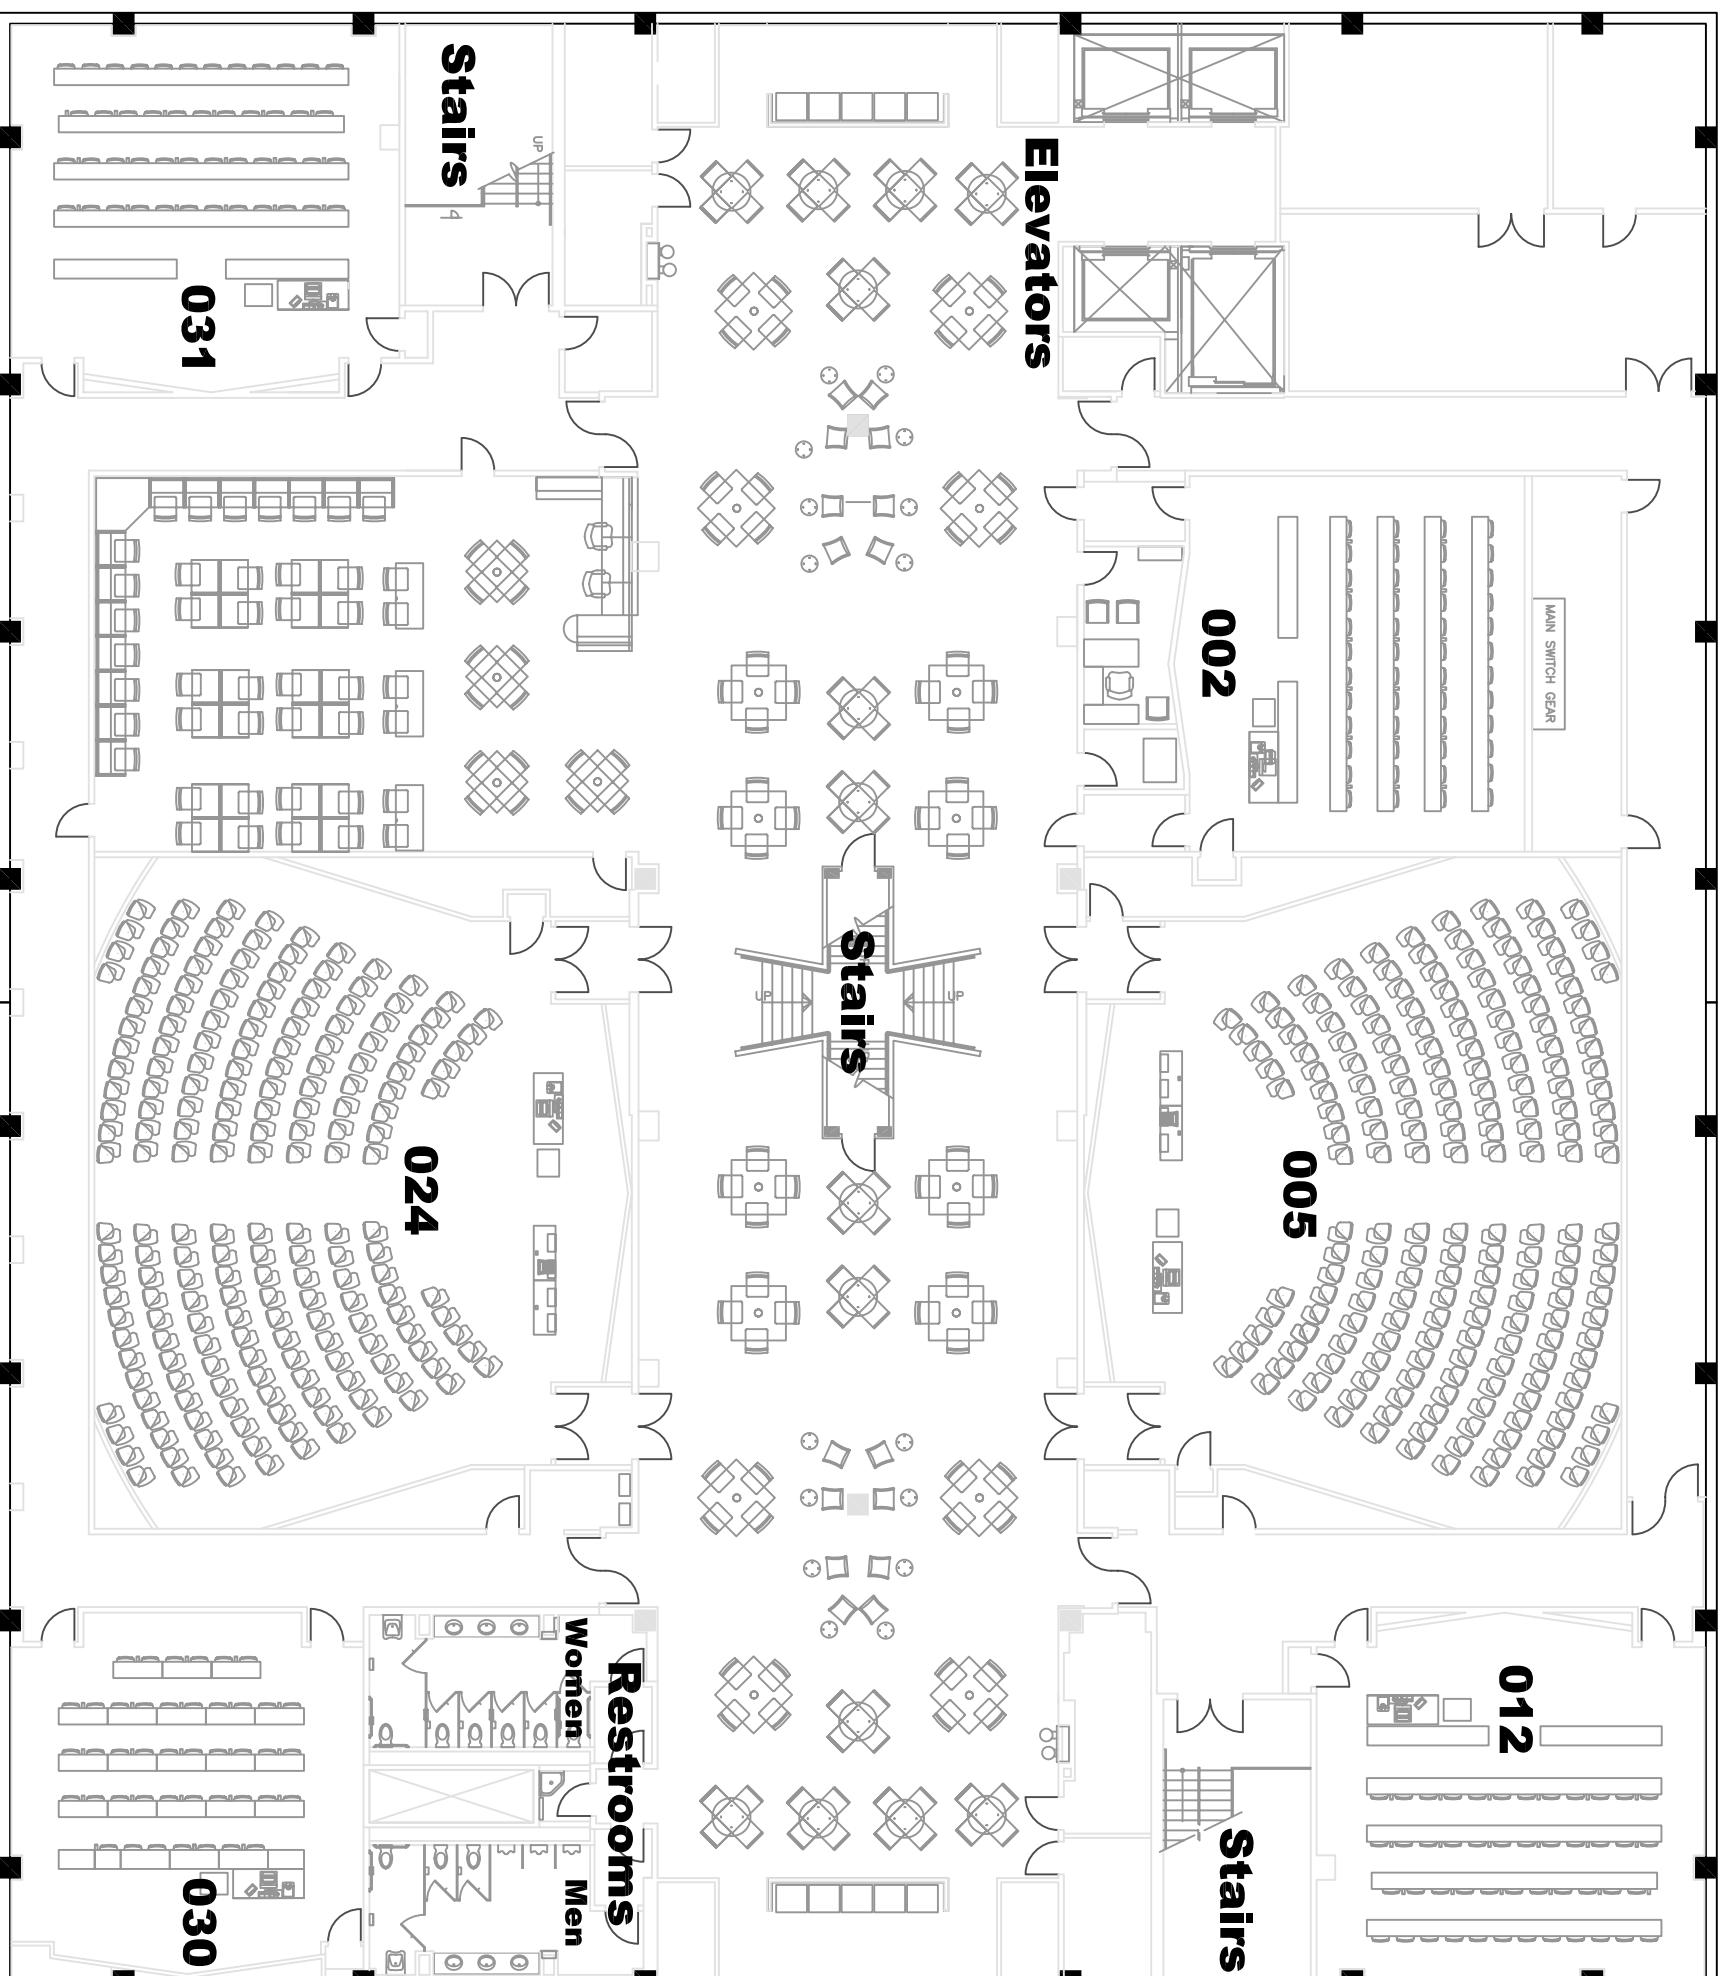 Stairs
UP
Elevators
031
002
MAIN SWITCH GEAR
Stairs
UP
UP
024
005
Women
Restrooms
012
Men
030
Stairs